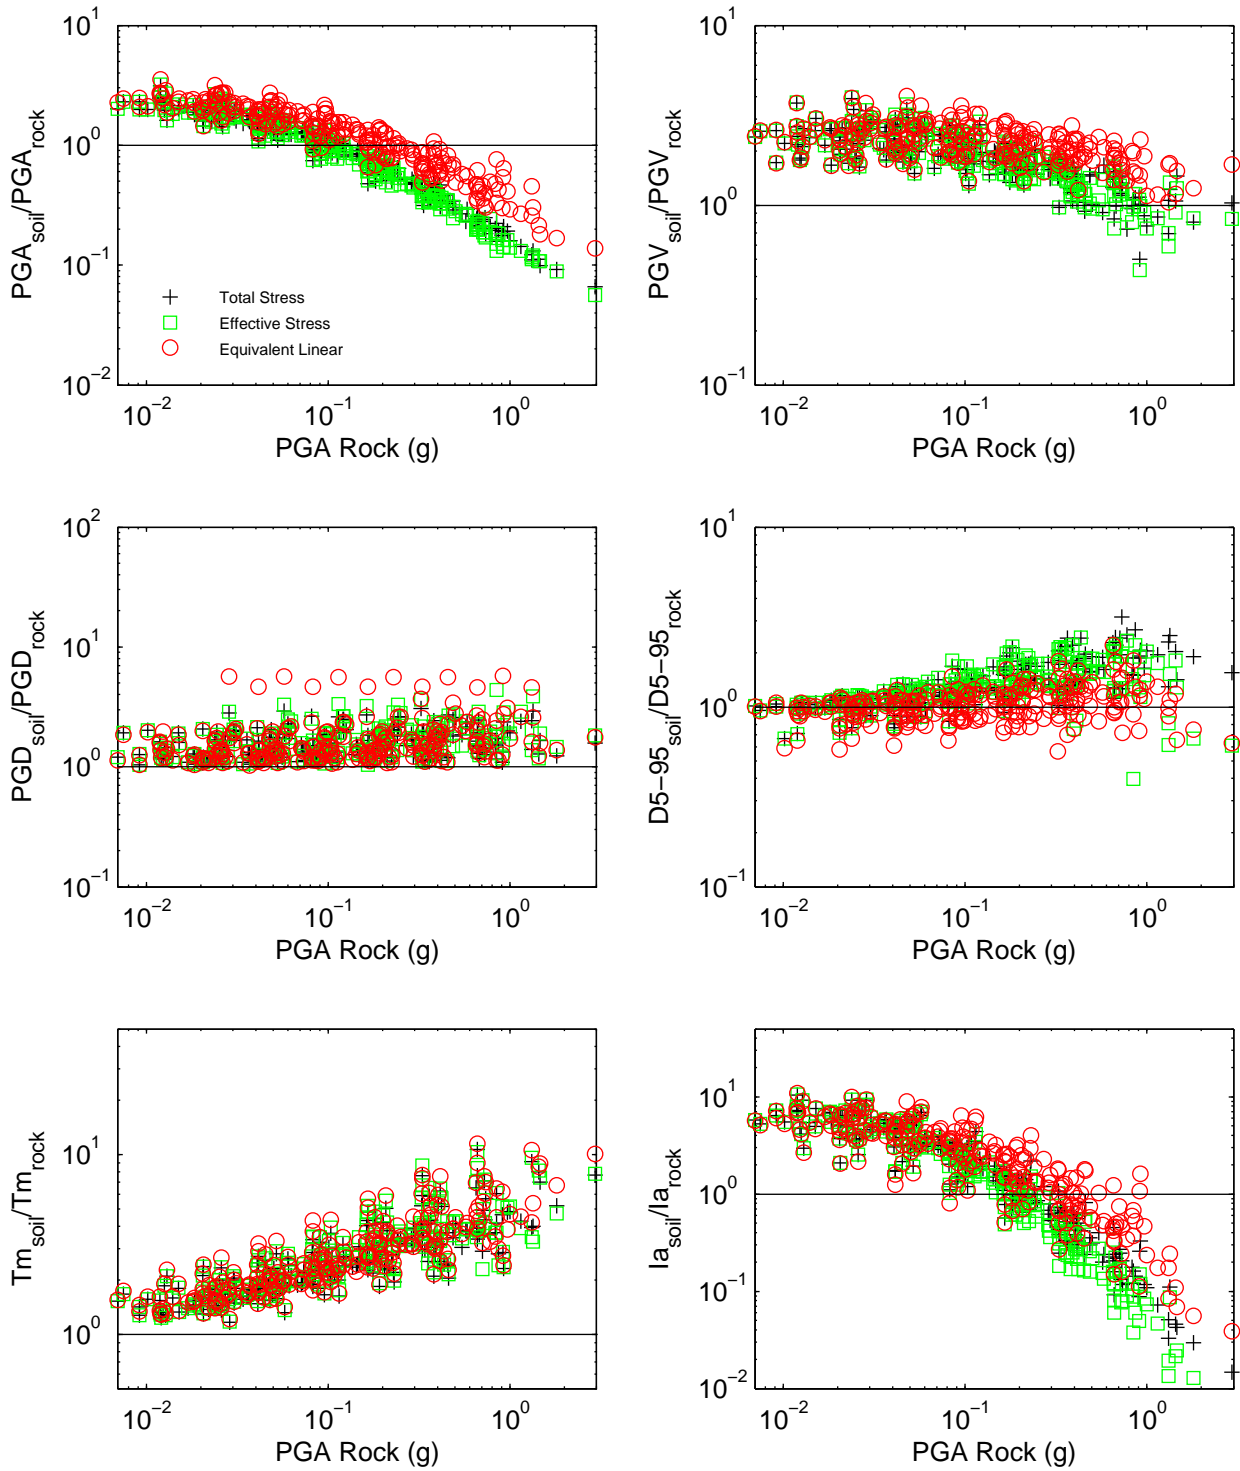 10^1
10^0
10^−1
10^−2
PGA_soil/PGA_rock
Total Stress
Effective Stress
Equivalent Linear
10^−2 10^−1 10^0
PGA Rock (g)
10^1
10^0
10^−1
PGV_soil/PGV_rock
10^−2 10^−1 10^0
PGA Rock (g)
10^2
10^1
10^0
10^−1
PGD_soil/PGD_rock
10^−2 10^−1 10^0
PGA Rock (g)
10^1
10^0
10^−1
D5−95_soil/D5−95_rock
10^−2 10^−1 10^0
PGA Rock (g)
10^1
10^0
Tm_soil/Tm_rock
10^−2 10^−1 10^0
PGA Rock (g)
10^1
10^0
10^−1
10^−2
Ia_soil/Ia_rock
10^−2 10^−1 10^0
PGA Rock (g)